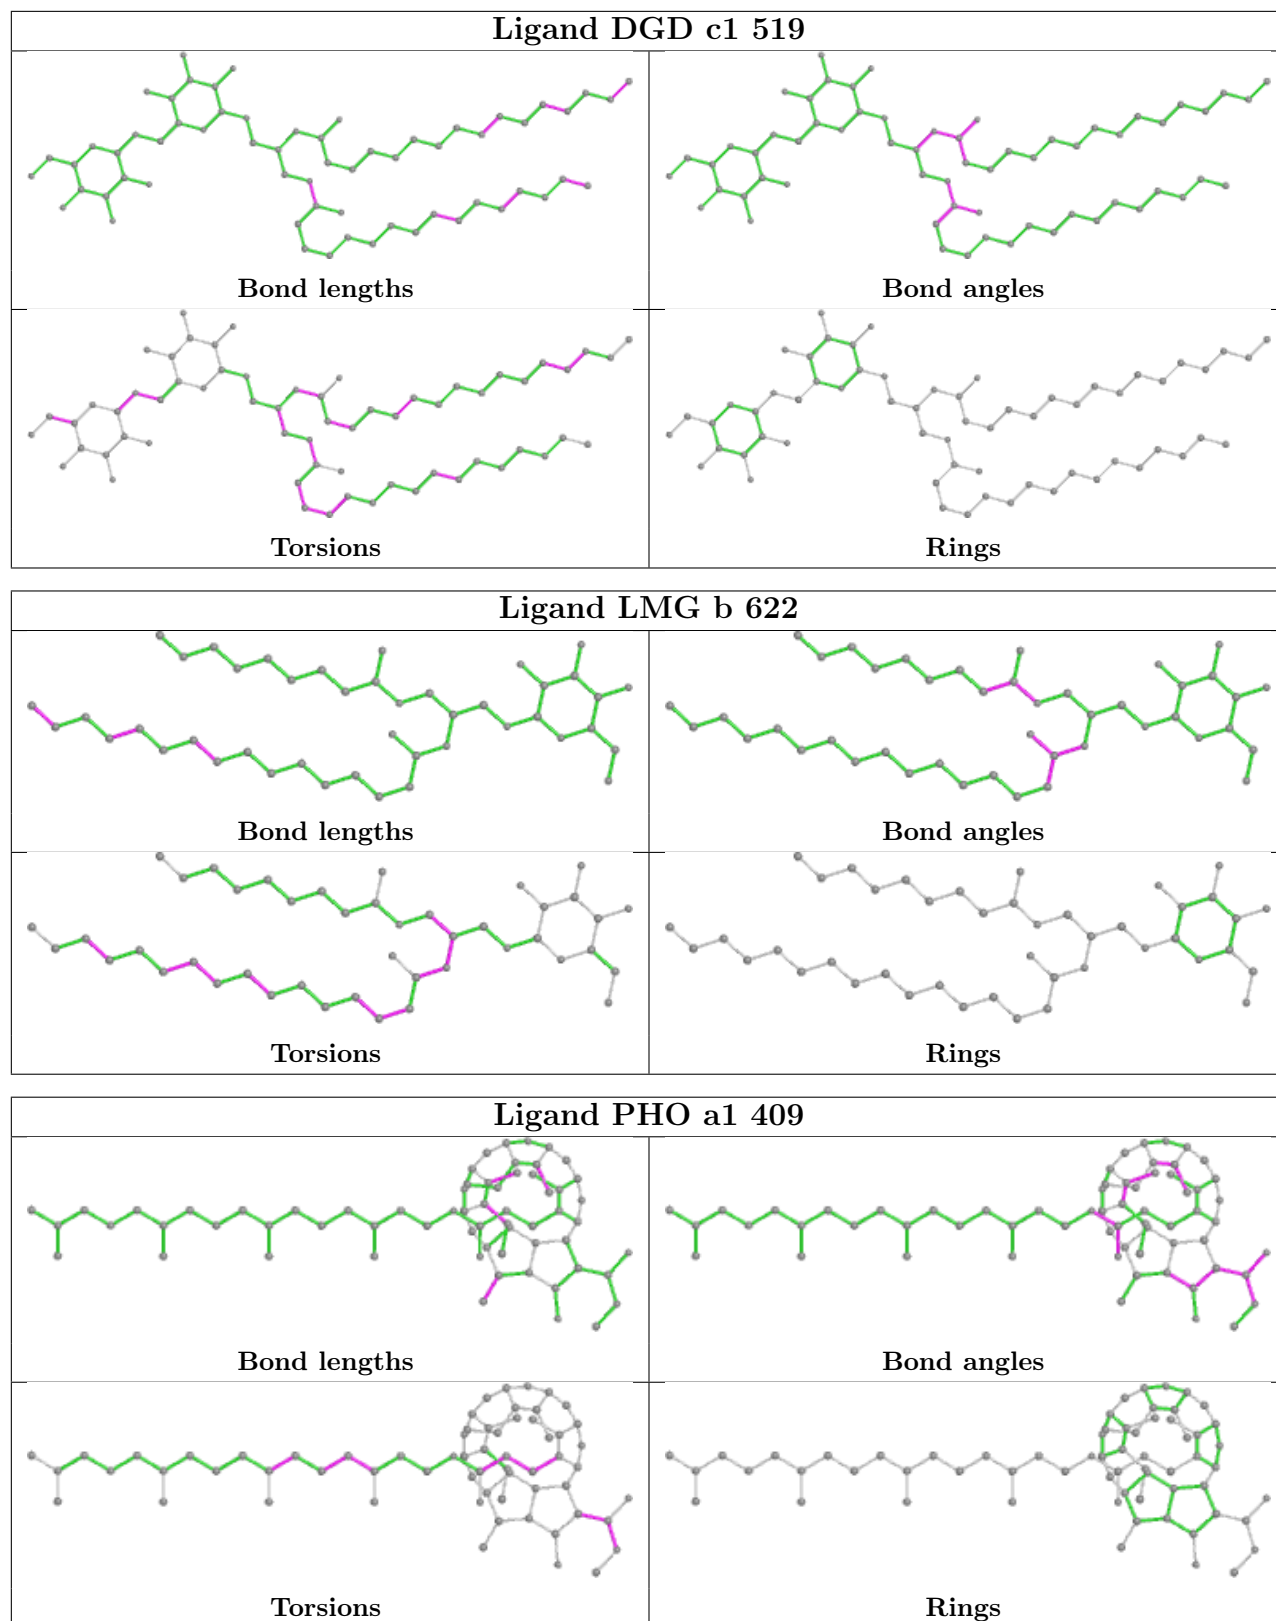 Ligand DGD c1 519
Bond lengths
Bond angles
Torsions
Rings
Ligand LMG b 622
Bond lengths
Bond angles
Torsions
Rings
Ligand PHO a1 409
Bond lengths
Bond angles
Torsions
Rings